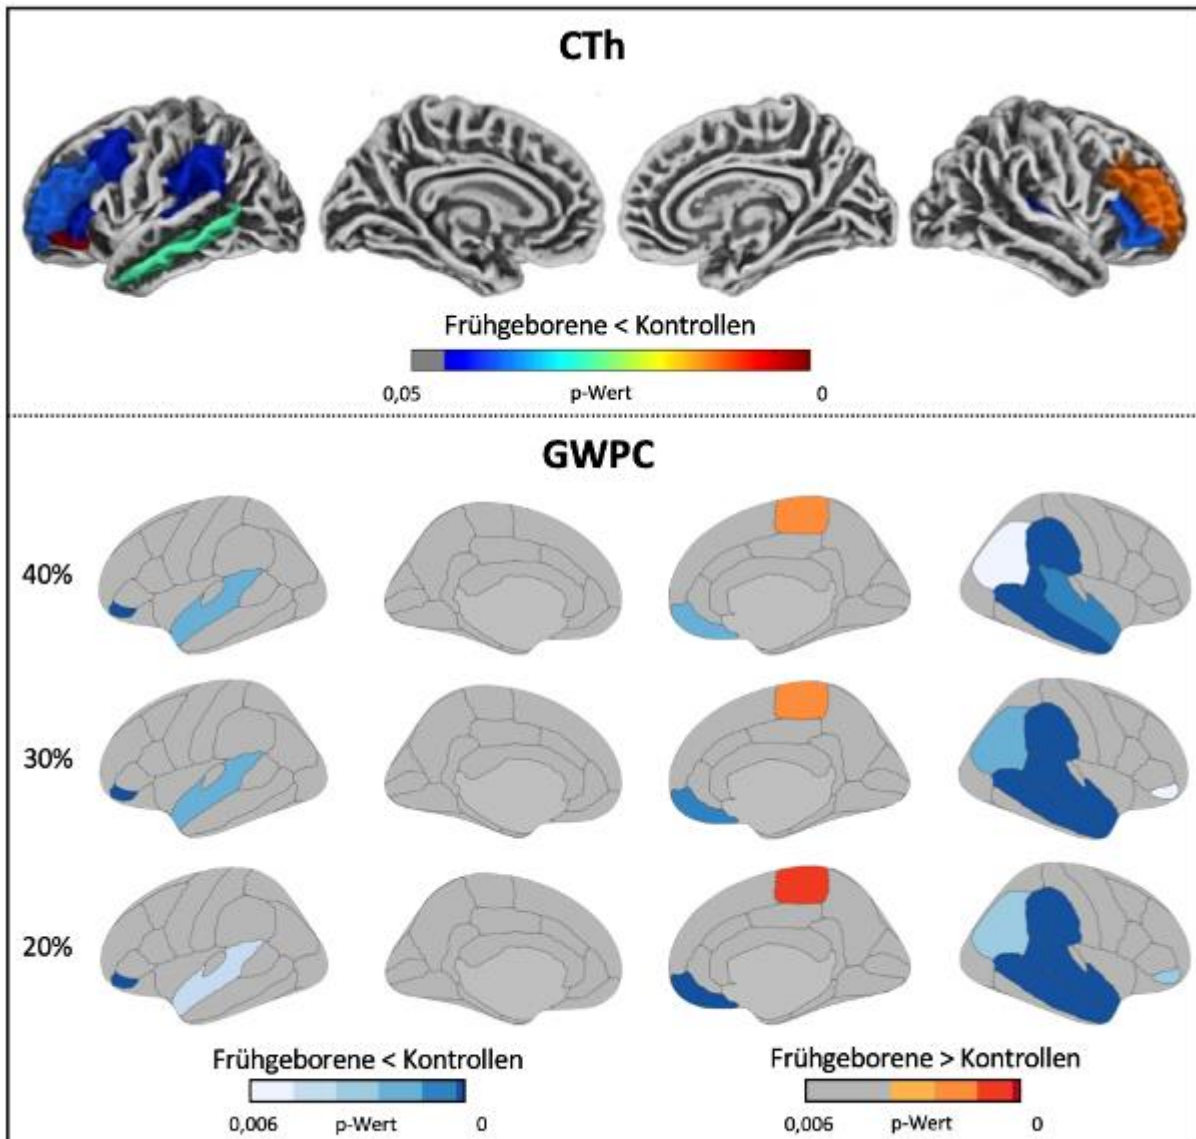 CTh
Frühgeborene < Kontrollen
0,05 p-Wert 0
GWPC
40%
30%
20%
Frühgeborene < Kontrollen Frühgeborene > Kontrollen
0,006 p-Wert 0 0,006 p-Wert 0